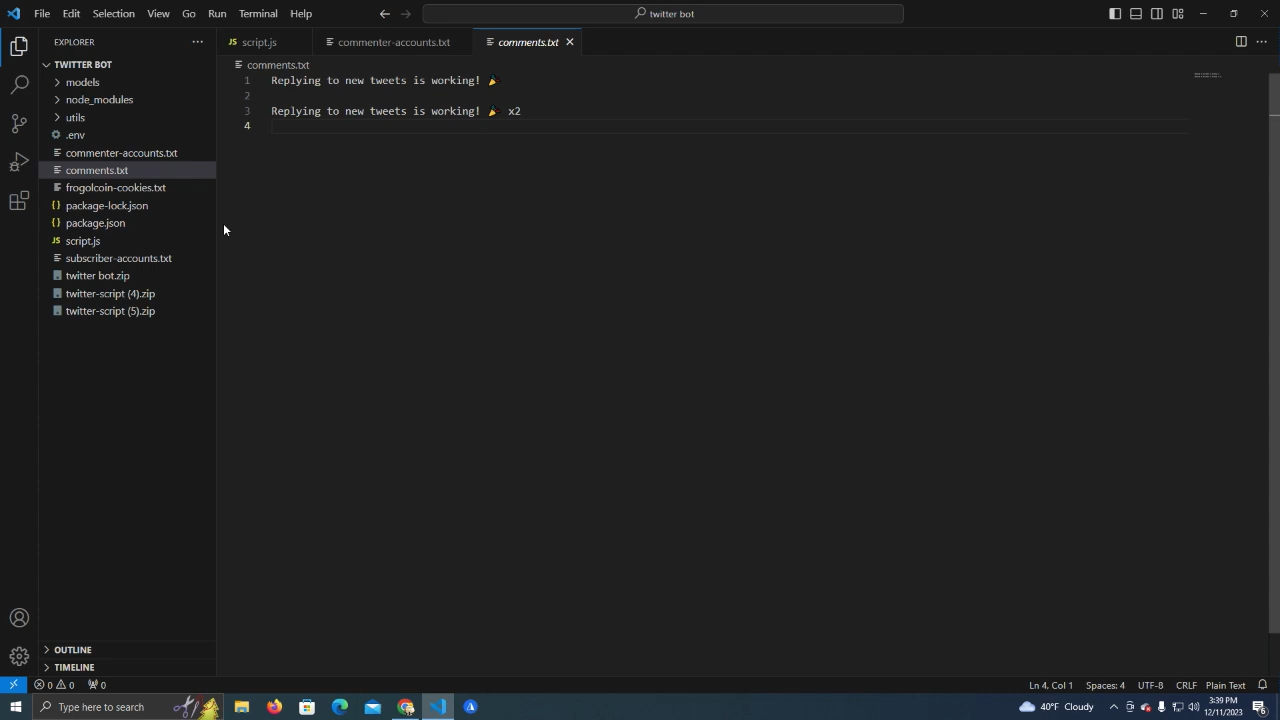 File Edit Selection View Go Run Terminal Help
twitter bot
EXPLORER
script.js
commenter-accounts.txt
comments.txt
TWITTER BOT
models
node_modules
utils
.env
commenter-accounts.txt
comments.txt
frogolcoin-cookies.txt
package-lock.json
package.json
script.js
subscriber-accounts.txt
twitter bot.zip
twitter-script (4).zip
twitter-script (5).zip
OUTLINE
TIMELINE
comments.txt
1 Replying to new tweets is working! 🎉
2
3 Replying to new tweets is working! 🎉 x2
4
0 0 0
Ln 4, Col 1 Spaces: 4 UTF-8 CRLF Plain Text
Type here to search
40°F Cloudy
3:39 PM
12/11/2023